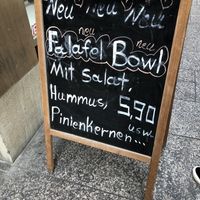 Neu Neu Neu
neu neu
Falafel Bowl
Mit salat,
Hummus, 5,90
Pinienkernen... usw.